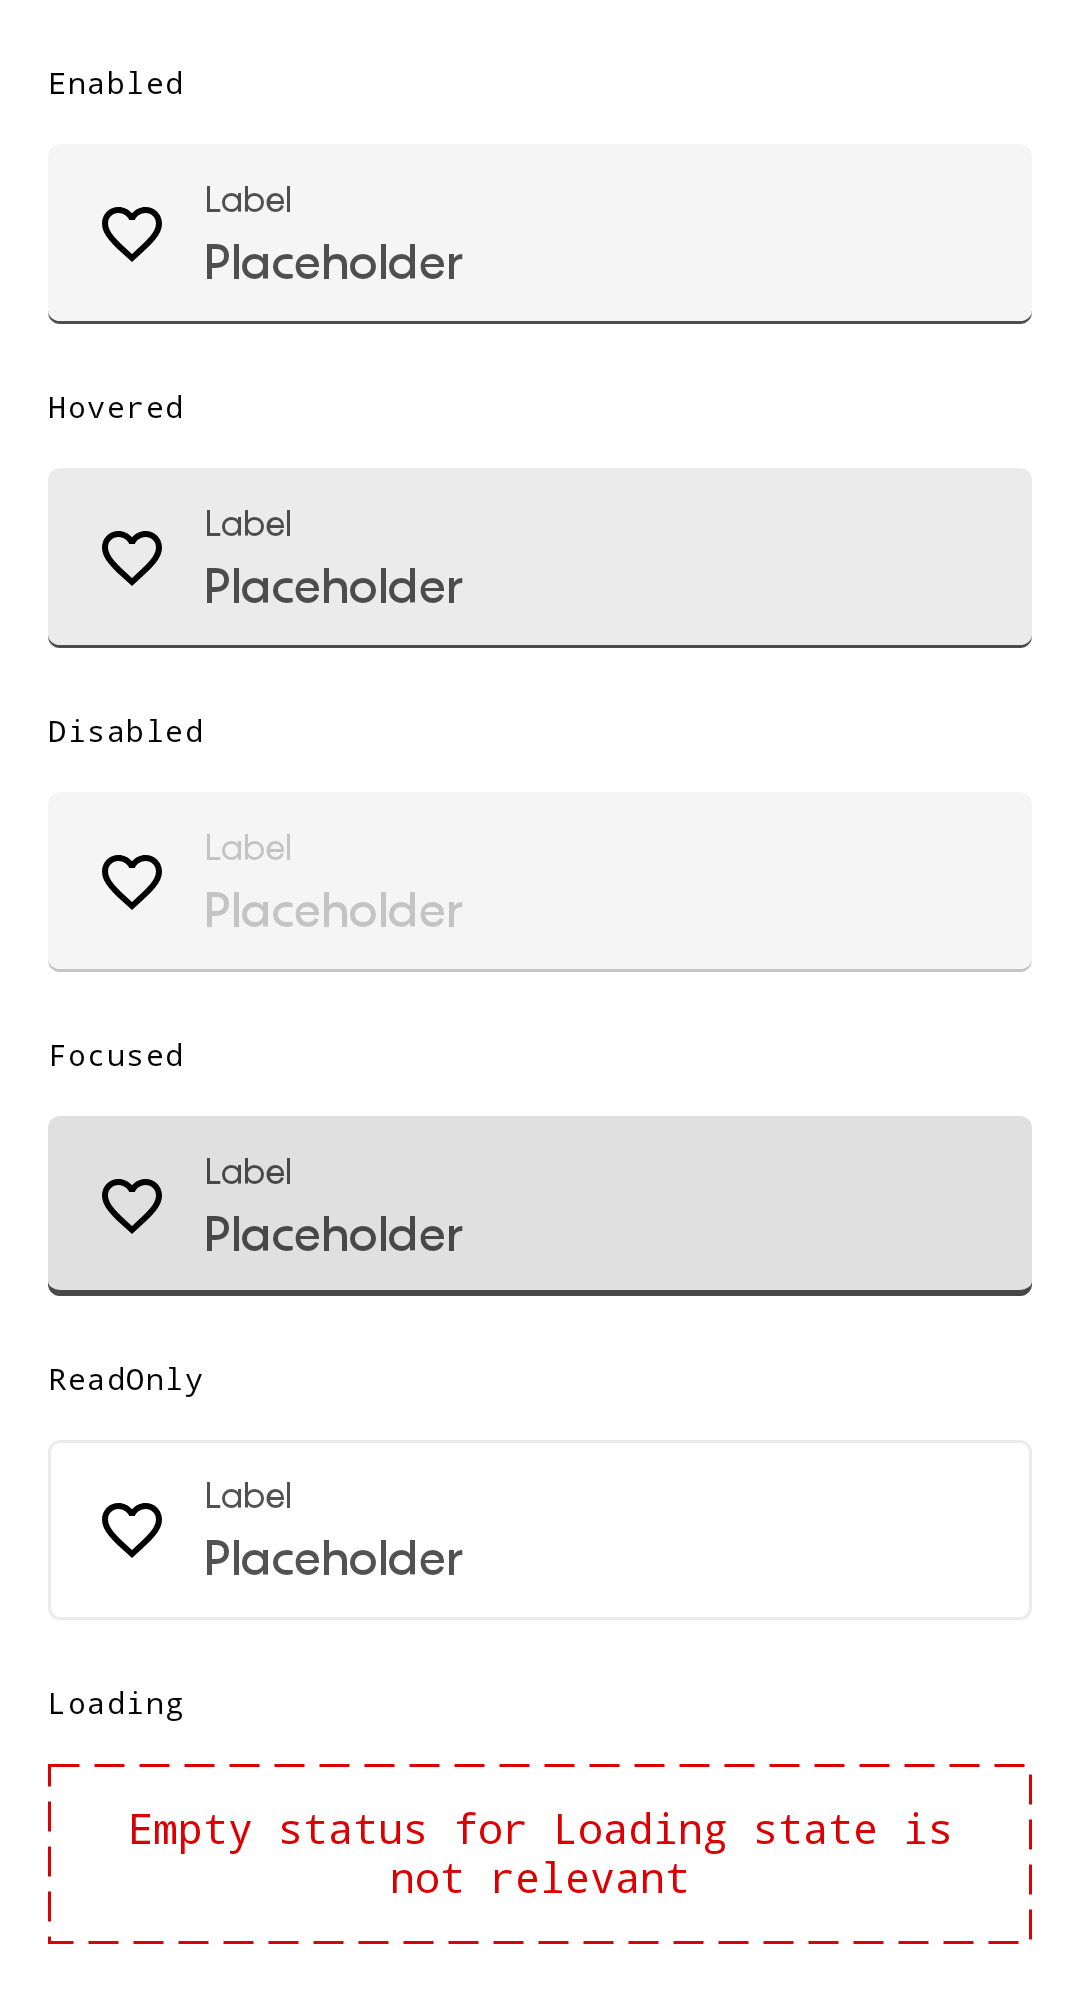 Enabled
Label
Placeholder
Hovered
Label
Placeholder
Disabled
Label
Placeholder
Focused
Label
Placeholder
ReadOnly
Label
Placeholder
Loading
Empty status for Loading state is
not relevant